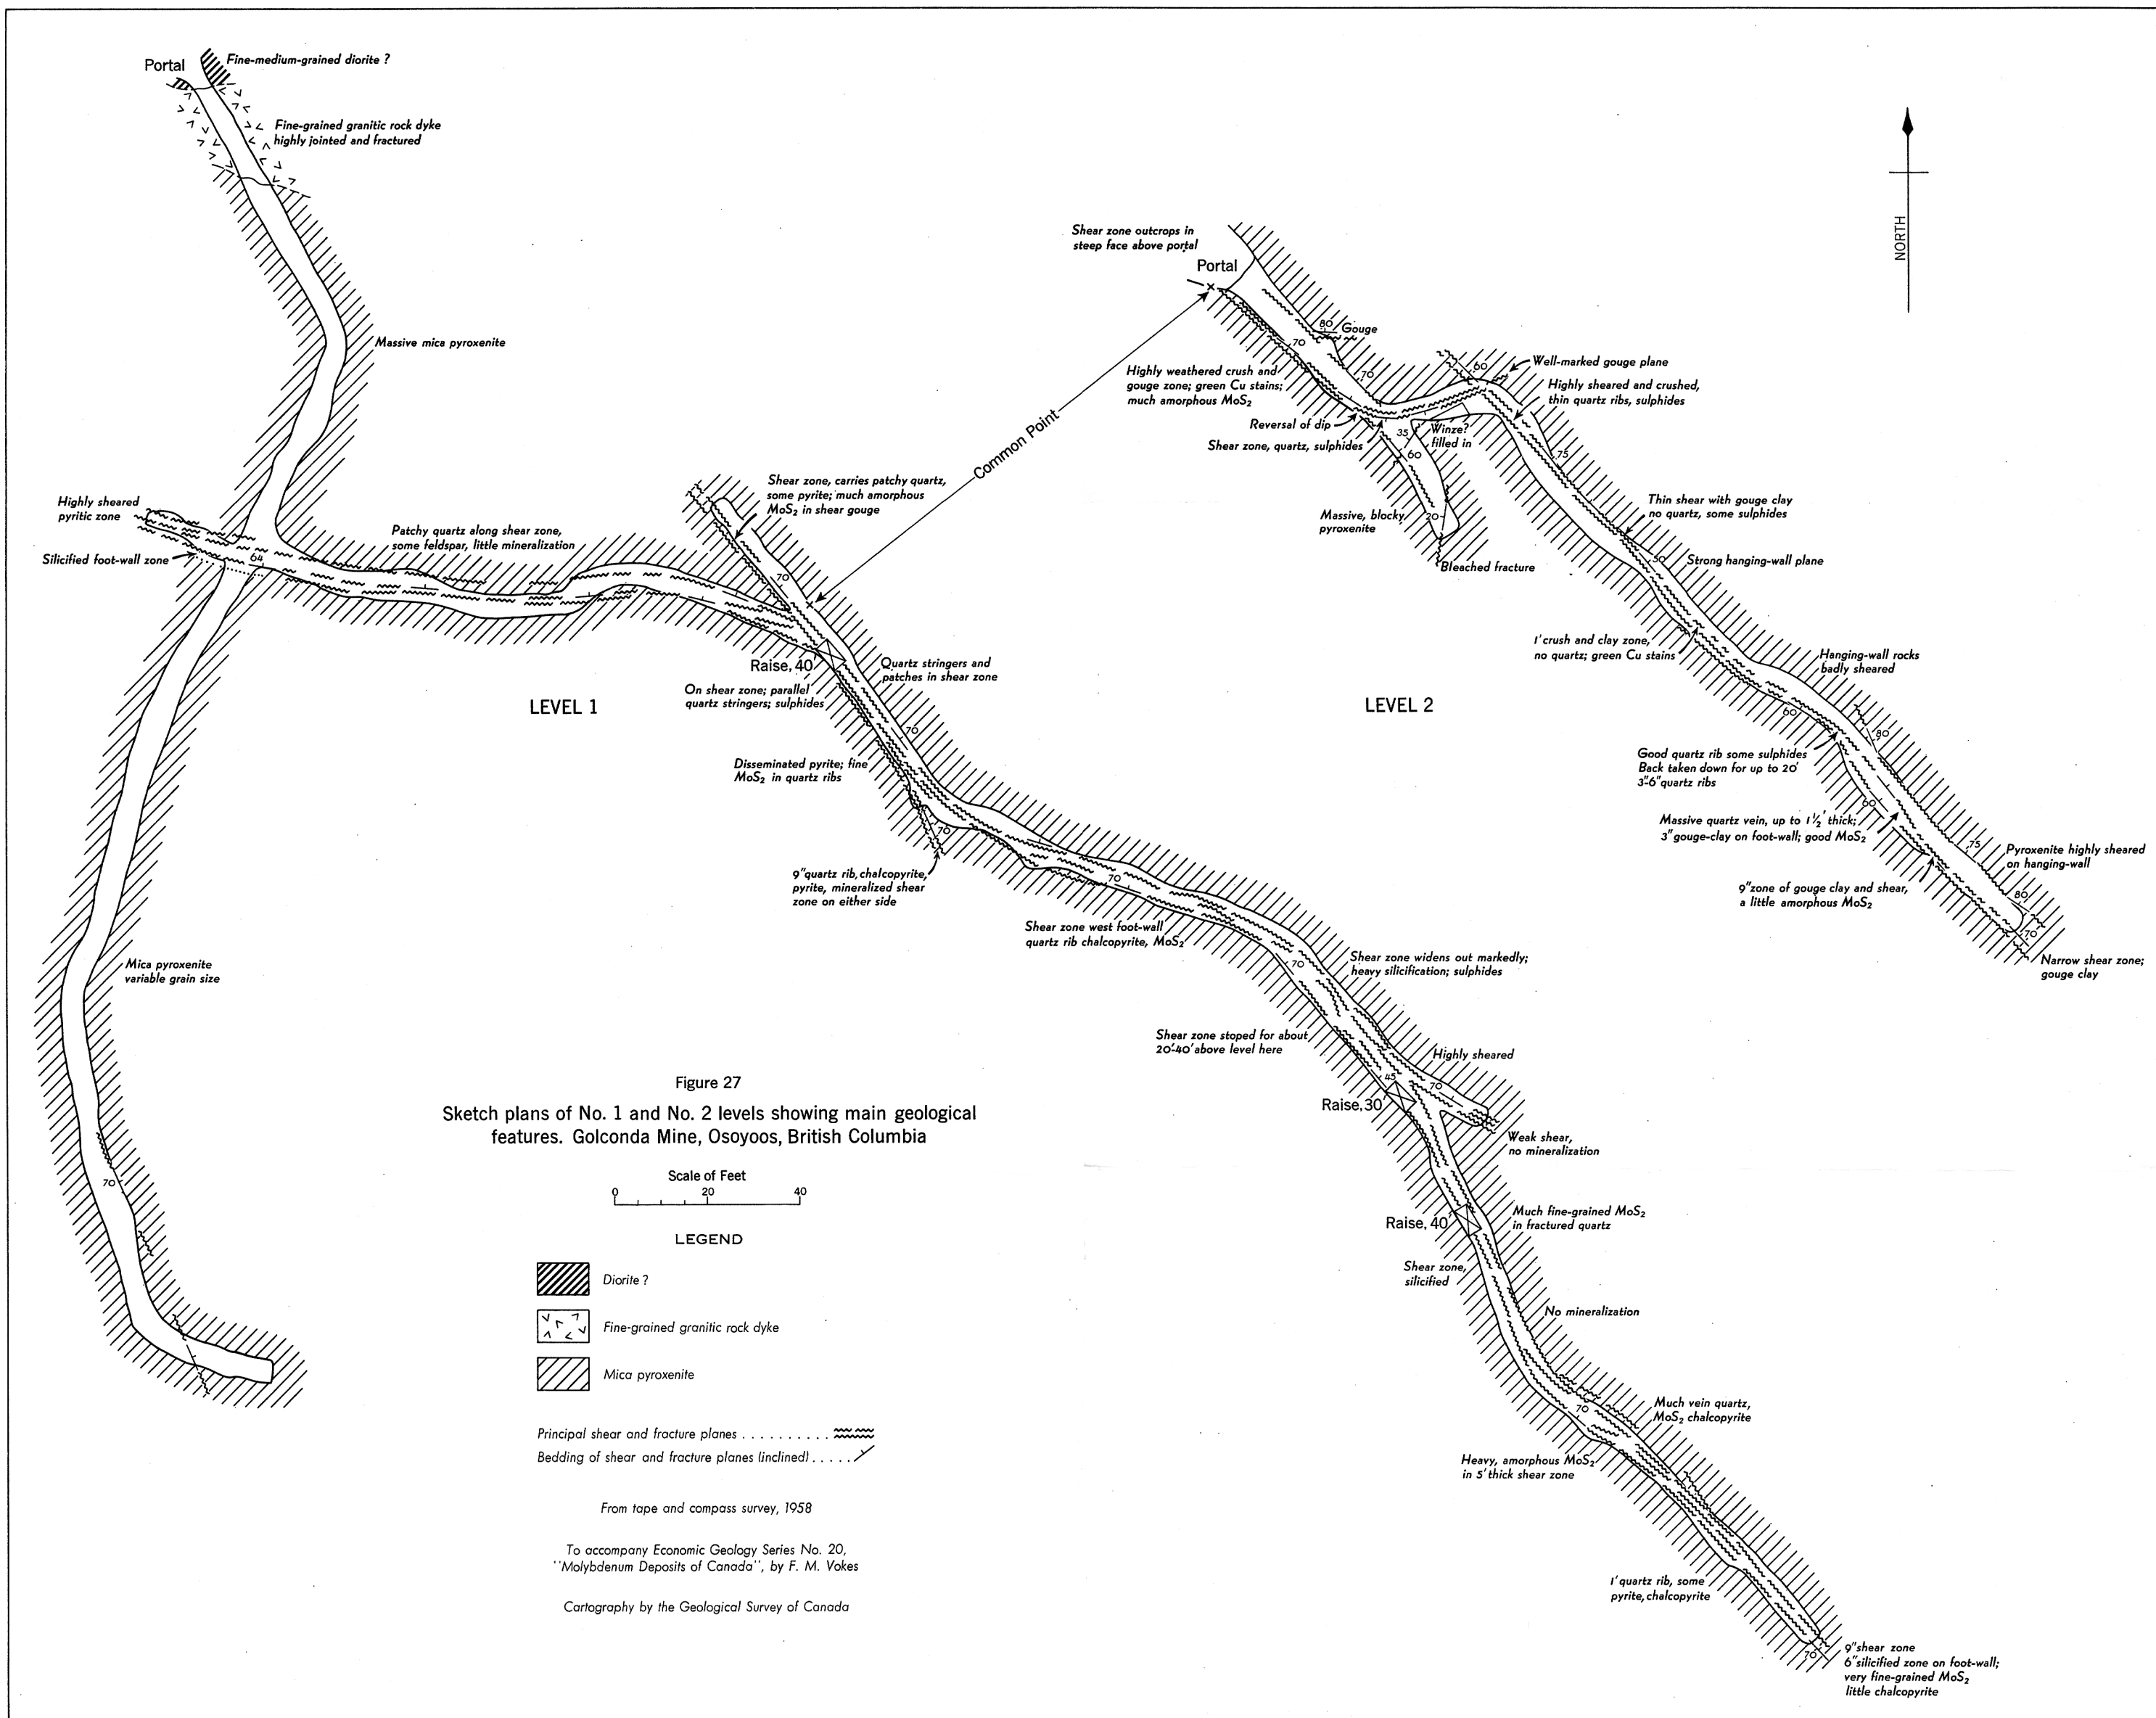 Portal
Fine-medium-grained diorite ?
Fine-grained granitic rock dyke
highly jointed and fractured
Massive mica pyroxenite
Highly sheared
pyritic zone
Silicified foot-wall zone
64
Patchy quartz along shear zone,
some feldspar, little mineralization
Shear zone, carries patchy quartz,
some pyrite; much amorphous
MoS2 in shear gouge
70
Common Point
Raise, 40'
Quartz stringers and
patches in shear zone
On shear zone; parallel
quartz stringers; sulphides
LEVEL 1
70
Disseminated pyrite; fine
MoS2 in quartz ribs
70
9" quartz rib, chalcopyrite,
pyrite, mineralized shear
zone on either side
70
Shear zone west foot-wall
quartz rib chalcopyrite, MoS2
Mica pyroxenite
variable grain size
70
Shear zone widens out markedly;
heavy silicification; sulphides
70
Shear zone stoped for about
20'-40' above level here
Highly sheared
45
70
Raise, 30'
Weak shear,
no mineralization
Much fine-grained MoS2
in fractured quartz
Raise, 40'
Shear zone,
silicified
No mineralization
70
Much vein quartz,
MoS2 chalcopyrite
Heavy, amorphous MoS2
in 5' thick shear zone
1' quartz rib, some
pyrite, chalcopyrite
70
9" shear zone
6" silicified zone on foot-wall;
very fine-grained MoS2
little chalcopyrite
Shear zone outcrops in
steep face above portal
Portal
80
Gouge
70
70
Highly weathered crush and
gouge zone; green Cu stains;
much amorphous MoS2
Reversal of dip
Shear zone, quartz, sulphides
60
Well-marked gouge plane
Highly sheared and crushed,
thin quartz ribs, sulphides
35
Winze?
filled in
60
75
Massive, blocky
pyroxenite
20
Bleached fracture
Thin shear with gouge clay
no quartz, some sulphides
50
Strong hanging-wall plane
1' crush and clay zone,
no quartz; green Cu stains
Hanging-wall rocks
badly sheared
LEVEL 2
60
80
Good quartz rib some sulphides
Back taken down for up to 20'
3"-6" quartz ribs
60
Massive quartz vein, up to 1 1/2' thick;
3" gouge-clay on foot-wall; good MoS2
75
Pyroxenite highly sheared
on hanging-wall
9" zone of gouge clay and shear,
a little amorphous MoS2
80
70
Narrow shear zone;
gouge clay
NORTH
Figure 27
Sketch plans of No. 1 and No. 2 levels showing main geological
features. Golconda Mine, Osoyoos, British Columbia
Scale of Feet
0 20 40
LEGEND
Diorite ?
Fine-grained granitic rock dyke
Mica pyroxenite
Principal shear and fracture planes . . . . . . . . . .
Bedding of shear and fracture planes (inclined) . . . . .
From tape and compass survey, 1958
To accompany Economic Geology Series No. 20,
"Molybdenum Deposits of Canada", by F. M. Vokes
Cartography by the Geological Survey of Canada